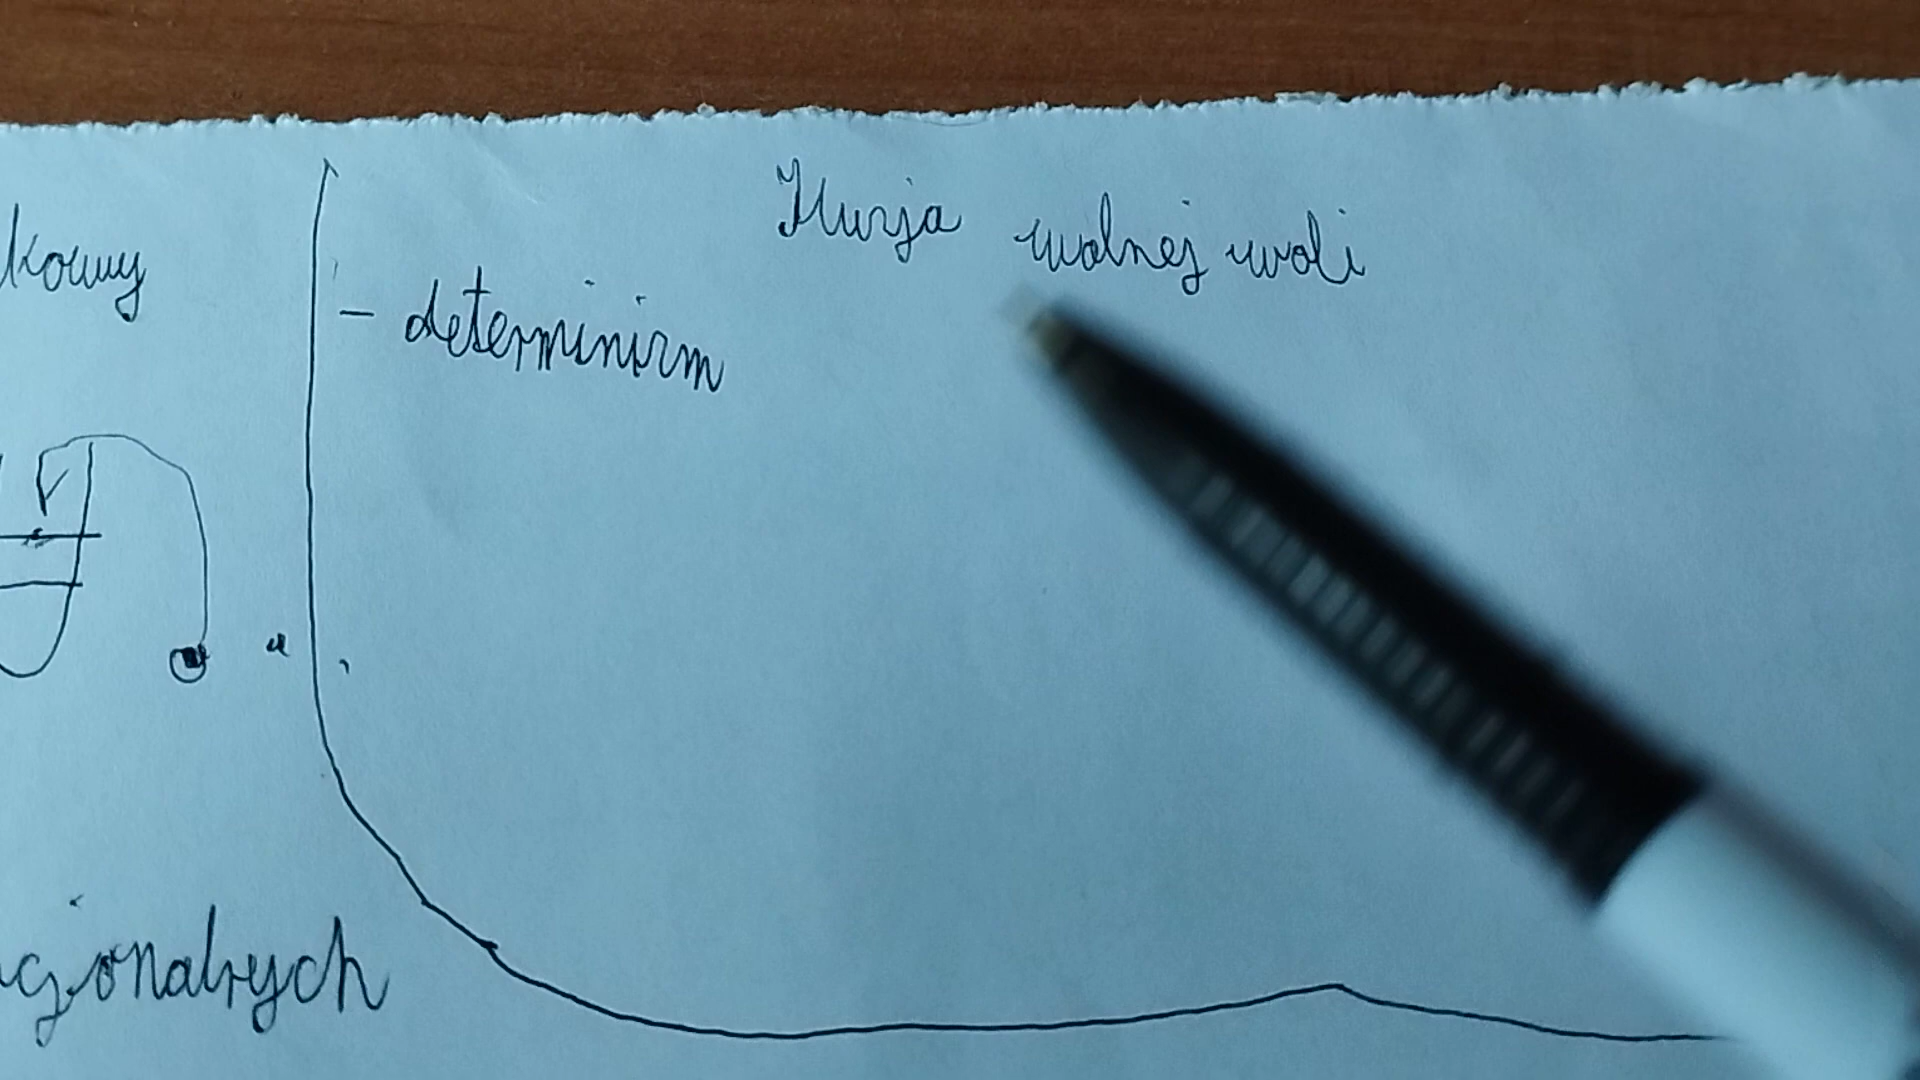 Iluzja wolnej woli
kowy
- determinizm
cjonalnych